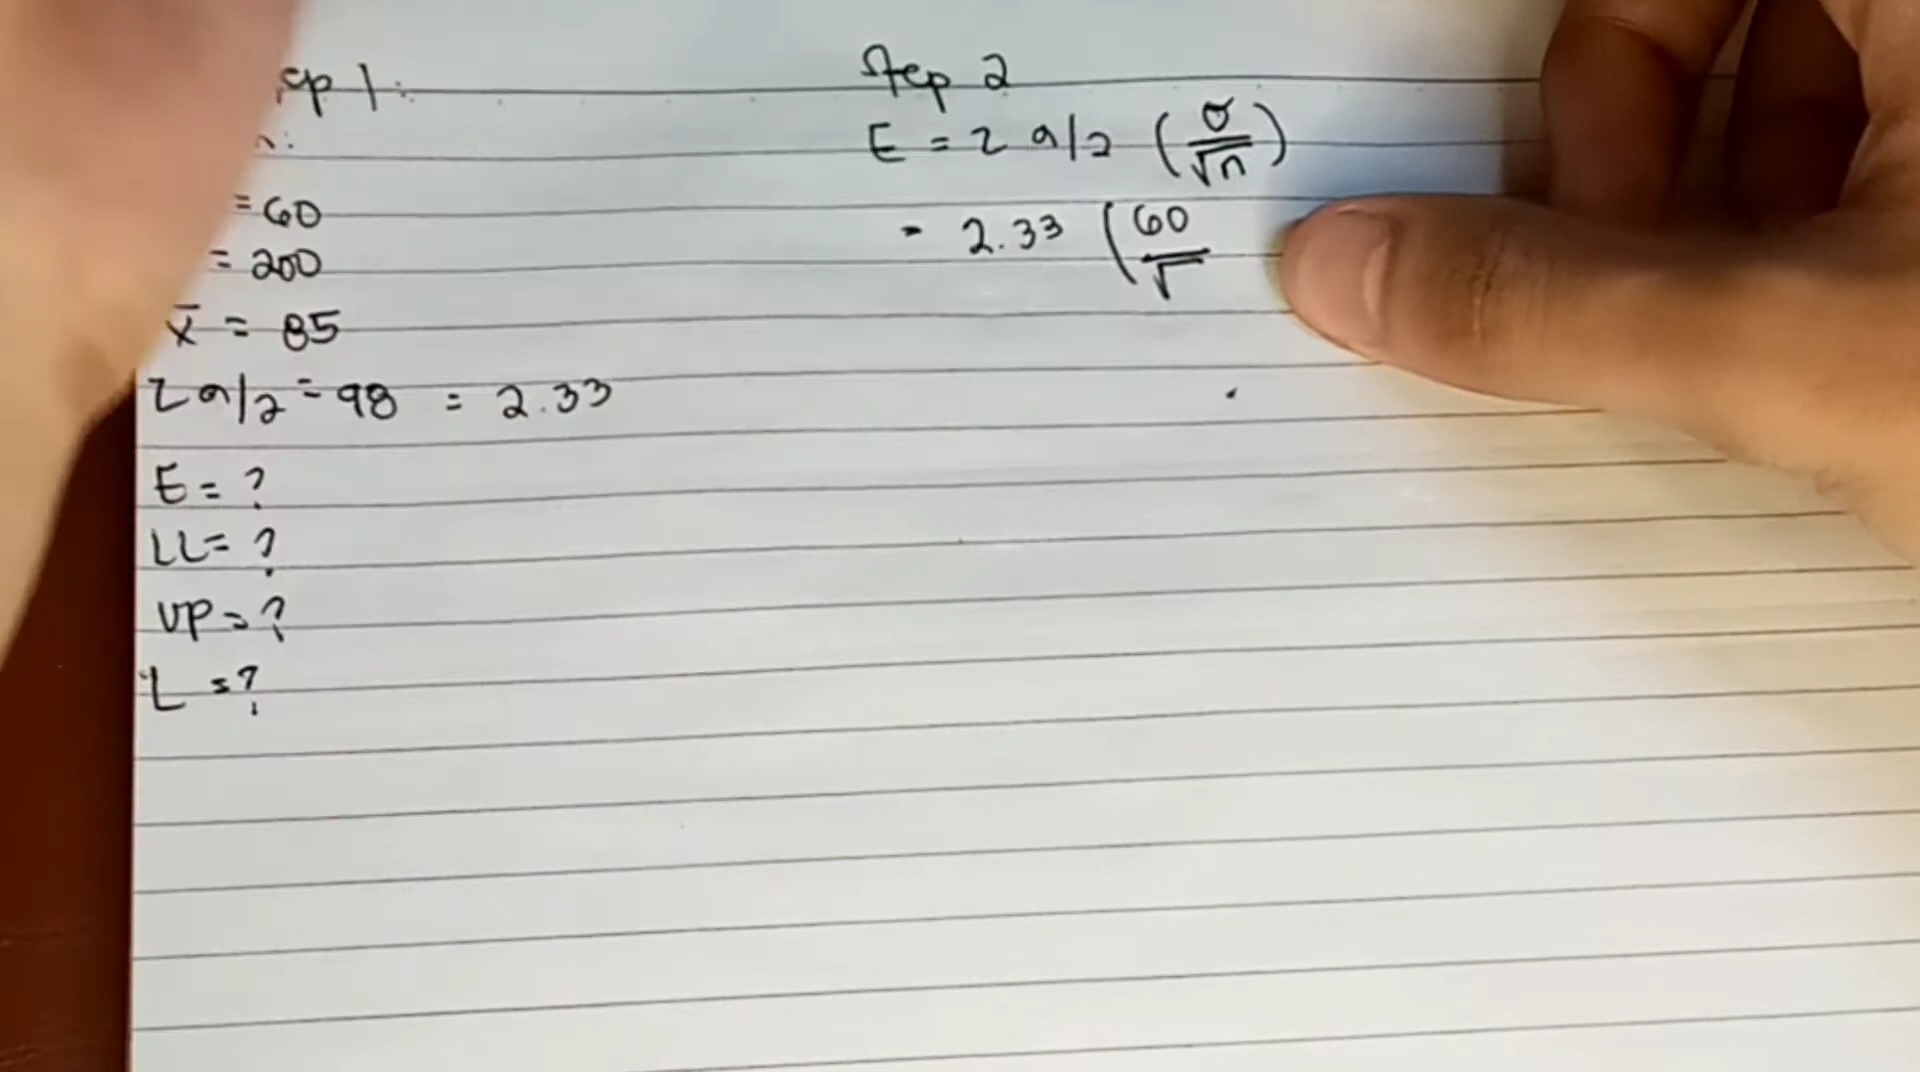 ep 1:
n:
= 60
= 200
x̄ = 85
Z a/2 = 98 = 2.33
E = ?
LL = ?
UP = ?
L = ?
Step 2
E = Z a/2 (σ/√n)
= 2.33 (60/√